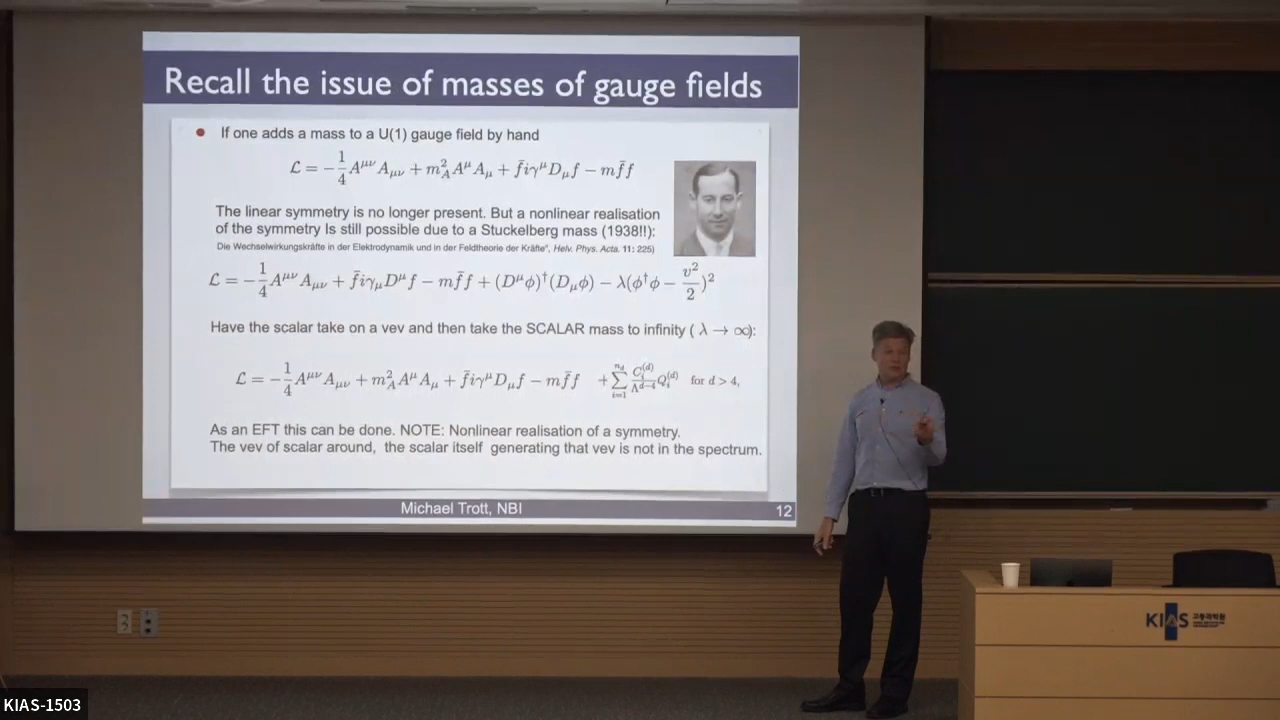 Recall the issue of masses of gauge fields
If one adds a mass to a U(1) gauge field by hand
ℒ = −1/4 A^{μν}A_{μν} + m_A^2 A^μ A_μ + f̄iγ^μ D_μ f − m f̄f
The linear symmetry is no longer present. But a nonlinear realisation
of the symmetry Is still possible due to a Stuckelberg mass (1938!!):
Die Wechselwirkungskräfte in der Elektrodynamik und in der Feldtheorie der Kräfte", Helv. Phys. Acta. 11: 225)
ℒ = −1/4 A^{μν}A_{μν} + f̄iγ_μ D^μ f − m f̄f + (D^μ φ)^†(D_μ φ) − λ(φ^†φ − v^2/2)^2
Have the scalar take on a vev and then take the SCALAR mass to infinity ( λ → ∞):
ℒ = −1/4 A^{μν}A_{μν} + m_A^2 A^μ A_μ + f̄iγ^μ D_μ f − m f̄f + ∑_{i=1}^{n_d} C_i^{(d)}/Λ^{d−4} Q_i^{(d)} for d > 4,
As an EFT this can be done. NOTE: Nonlinear realisation of a symmetry.
The vev of scalar around, the scalar itself generating that vev is not in the spectrum.
Michael Trott, NBI
12
KIAS 고등과학원
KIAS-1503